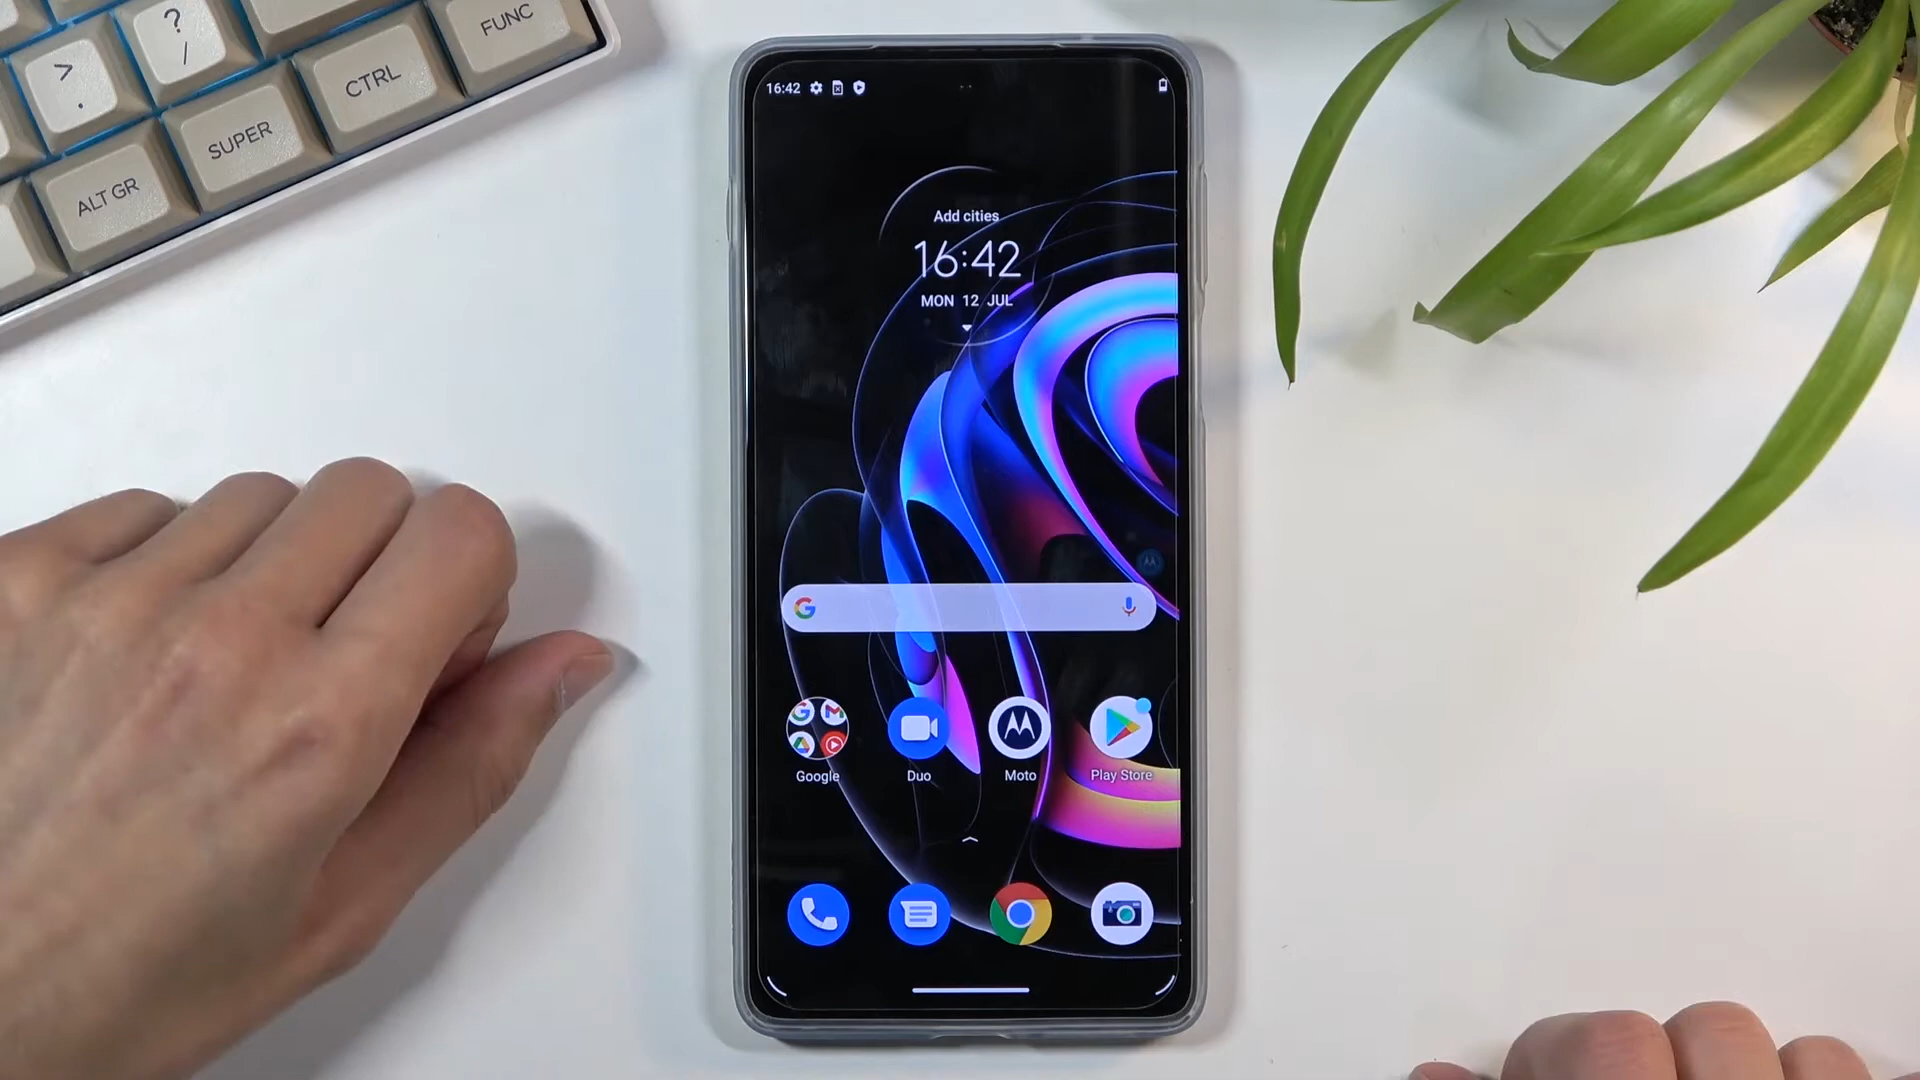 ?
/
>
.
FUNC
CTRL
SUPER
ALT GR
16:42
Add cities
16:42
MON 12 JUL
Google
Duo
Moto
Play Store